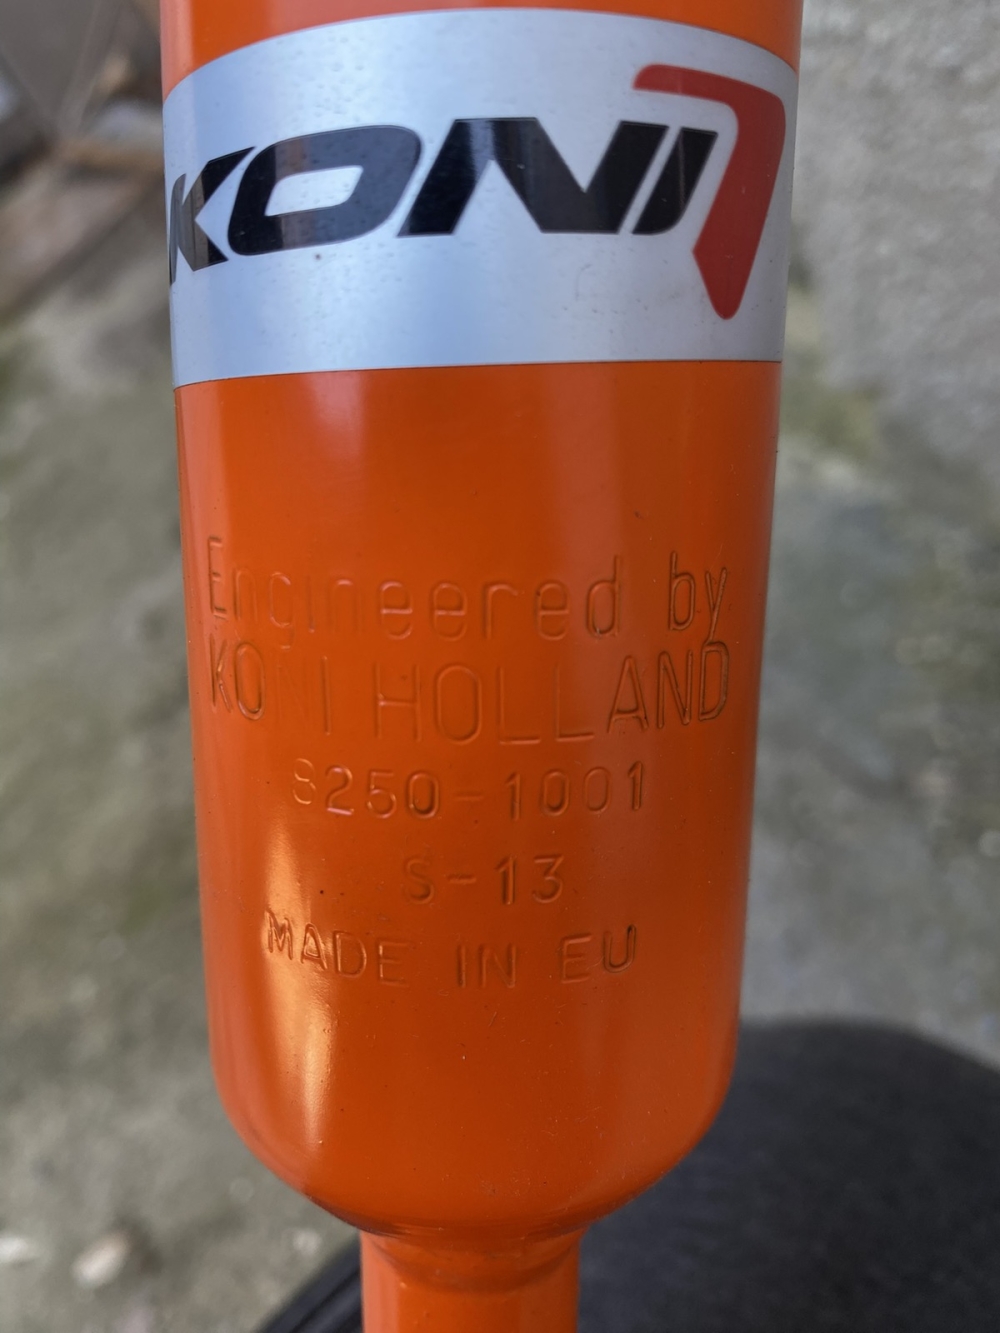 KONI
Engineered by
KONI HOLLAND
8250-1001
S-13
MADE IN EU